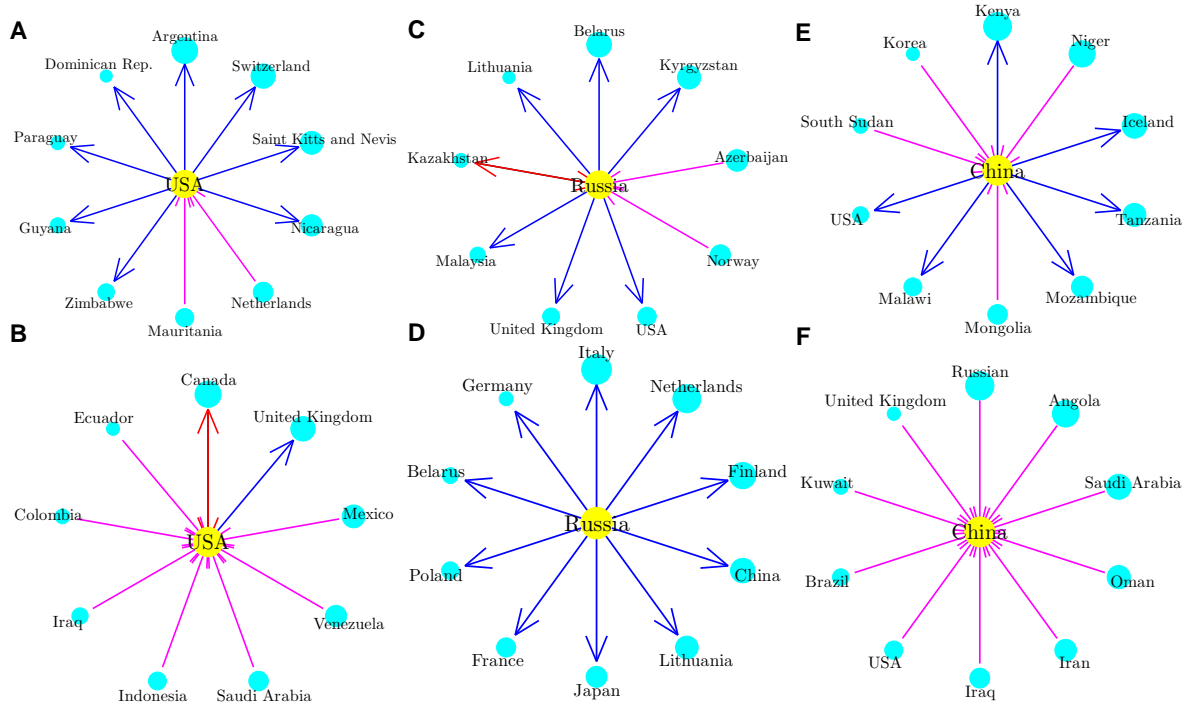 A
Argentina
Dominican Rep.
Switzerland
Paraguay
Saint Kitts and Nevis
USA
Guyana
Nicaragua
Zimbabwe
Netherlands
Mauritania
B
Canada
Ecuador
United Kingdom
Colombia
Mexico
USA
Iraq
Venezuela
Indonesia
Saudi Arabia
C
Belarus
Lithuania
Kyrgyzstan
Kazakhstan
Azerbaijan
Russia
Malaysia
Norway
United Kingdom
USA
D
Italy
Germany
Netherlands
Belarus
Finland
Russia
Poland
China
France
Lithuania
Japan
E
Kenya
Korea
Niger
South Sudan
Iceland
China
USA
Tanzania
Malawi
Mozambique
Mongolia
F
Russian
United Kingdom
Angola
Kuwait
Saudi Arabia
China
Brazil
Oman
USA
Iran
Iraq